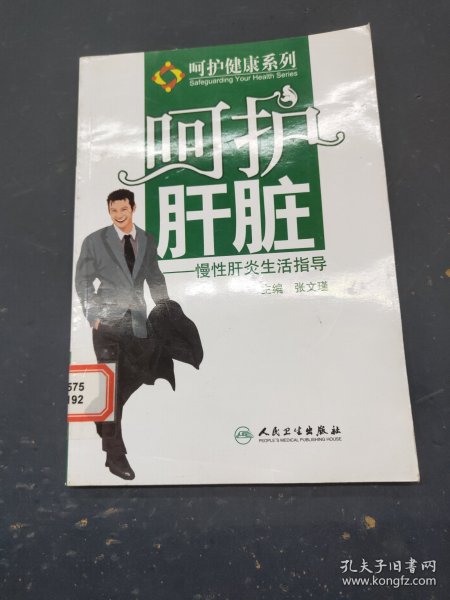 呵护健康系列
Safeguarding Your Health Series
呵护
肝脏
——慢性肝炎生活指导
主编 张文瑾
575
192
人民卫生出版社
PEOPLE'S MEDICAL PUBLISHING HOUSE
孔夫子旧书网
www.kongfz.com